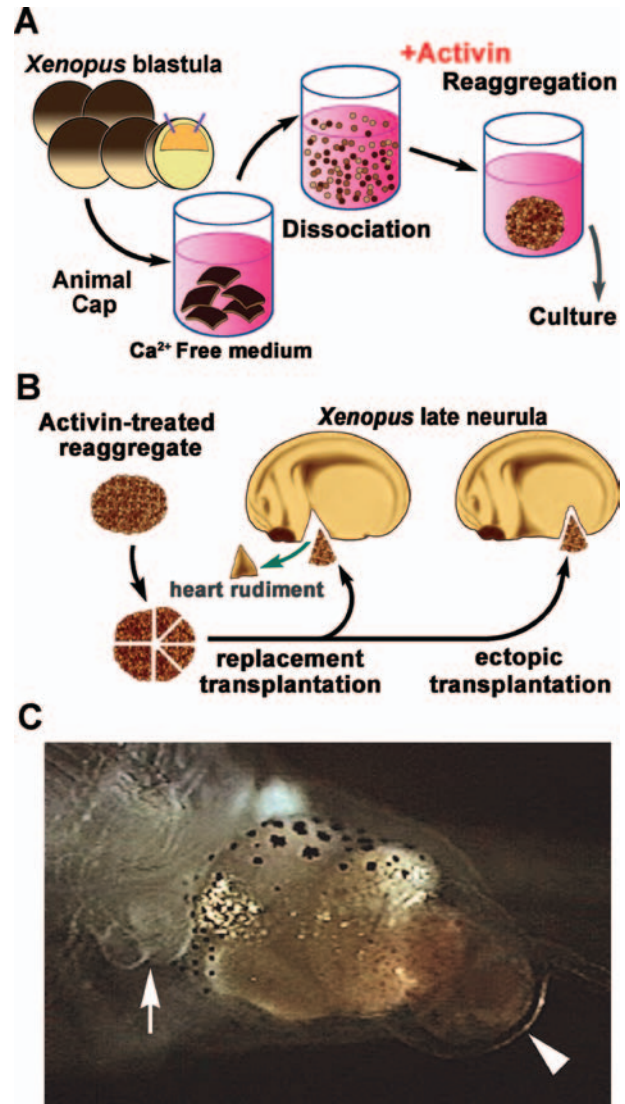 A
Xenopus blastula
+Activin
Reaggregation
Dissociation
Animal
Cap
Ca²⁺ Free medium
Culture
B
Activin-treated
reaggregate
Xenopus late neurula
heart rudiment
replacement
transplantation
ectopic
transplantation
C